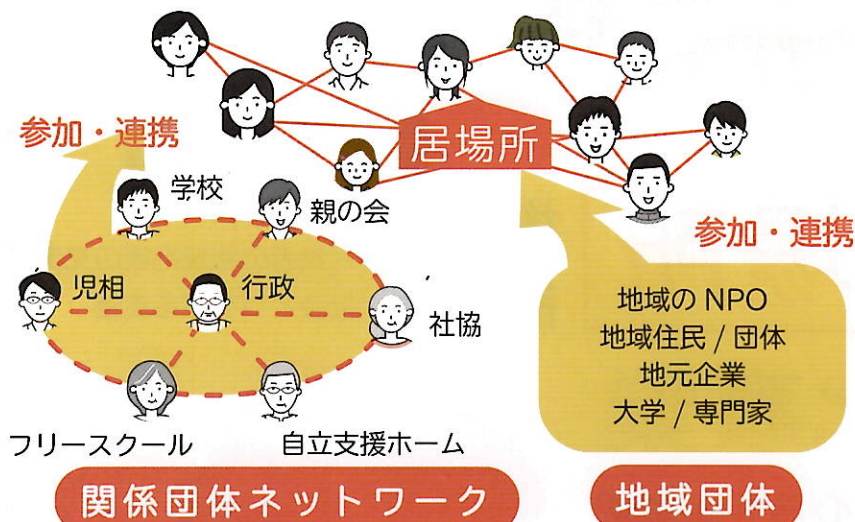 居場所
参加・連携
学校
親の会
児相
行政
社協
フリースクール
自立支援ホーム
関係団体ネットワーク
参加・連携
地域の NPO
地域住民 / 団体
地元企業
大学 / 専門家
地域団体